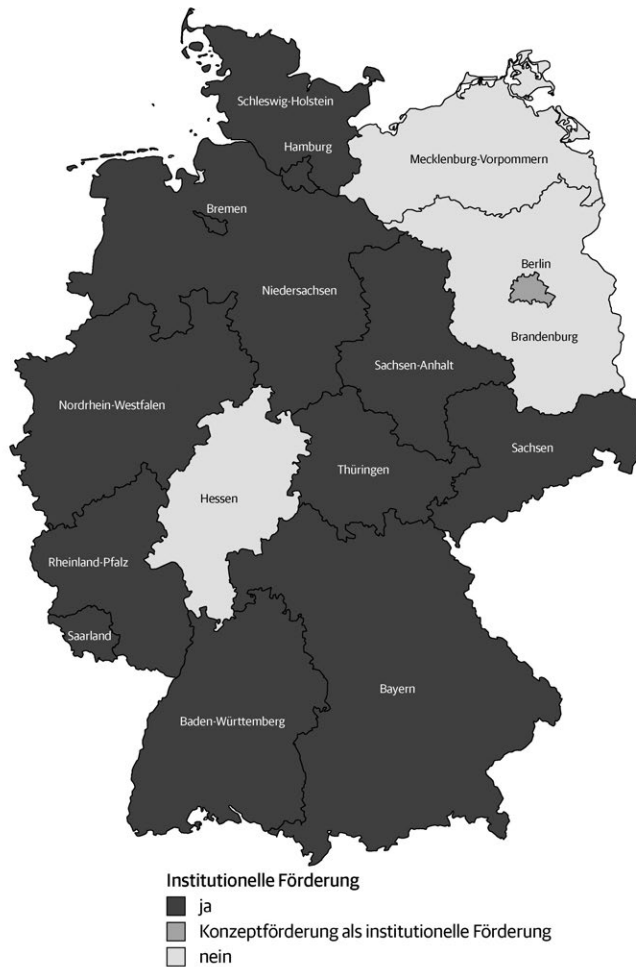 Schleswig-Holstein
Hamburg
Mecklenburg-Vorpommern
Bremen
Berlin
Niedersachsen
Brandenburg
Sachsen-Anhalt
Nordrhein-Westfalen
Sachsen
Thüringen
Hessen
Rheinland-Pfalz
Saarland
Bayern
Baden-Württemberg
Institutionelle Förderung
ja
Konzeptförderung als institutionelle Förderung
nein